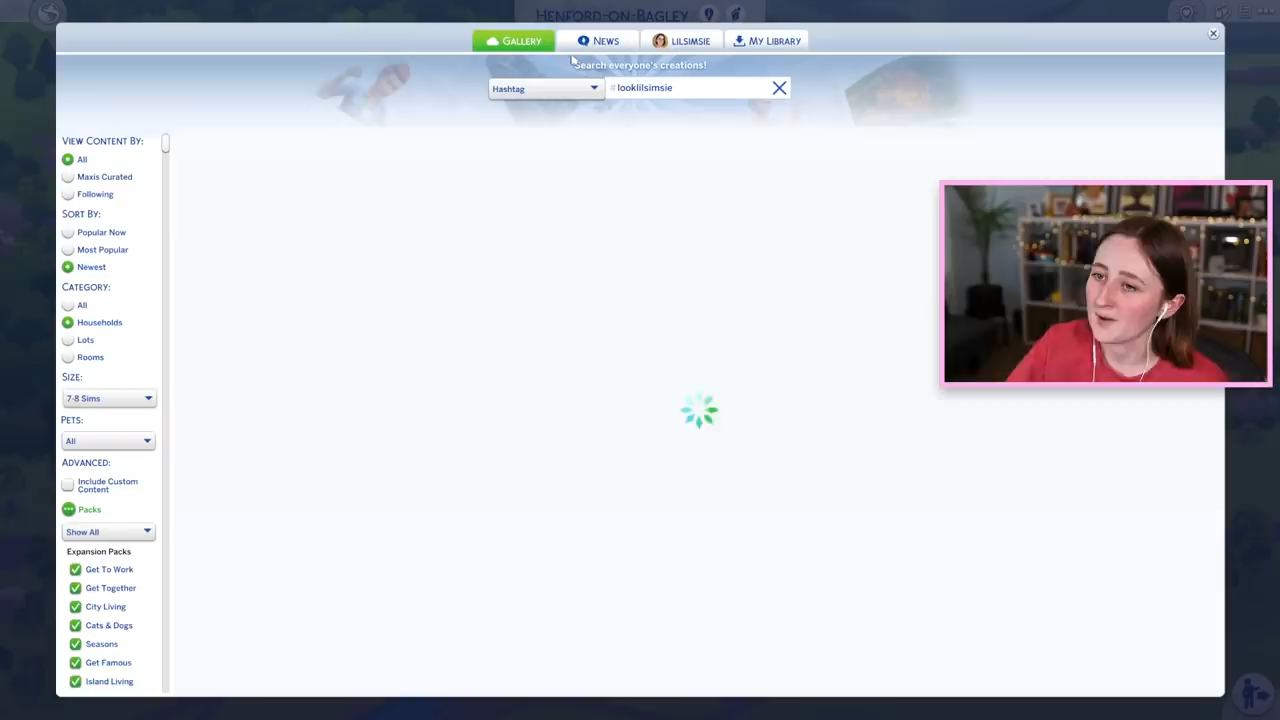 HENFORD-ON-BAGLEY
GALLERY
NEWS
LILSIMSIE
MY LIBRARY
Search everyone's creations!
Hashtag
#looklilsimsie
VIEW CONTENT BY:
All
Maxis Curated
Following
SORT BY:
Popular Now
Most Popular
Newest
CATEGORY:
All
Households
Lots
Rooms
SIZE:
7-8 Sims
PETS:
All
ADVANCED:
Include Custom
Content
Packs
Show All
Expansion Packs
Get To Work
Get Together
City Living
Cats & Dogs
Seasons
Get Famous
Island Living